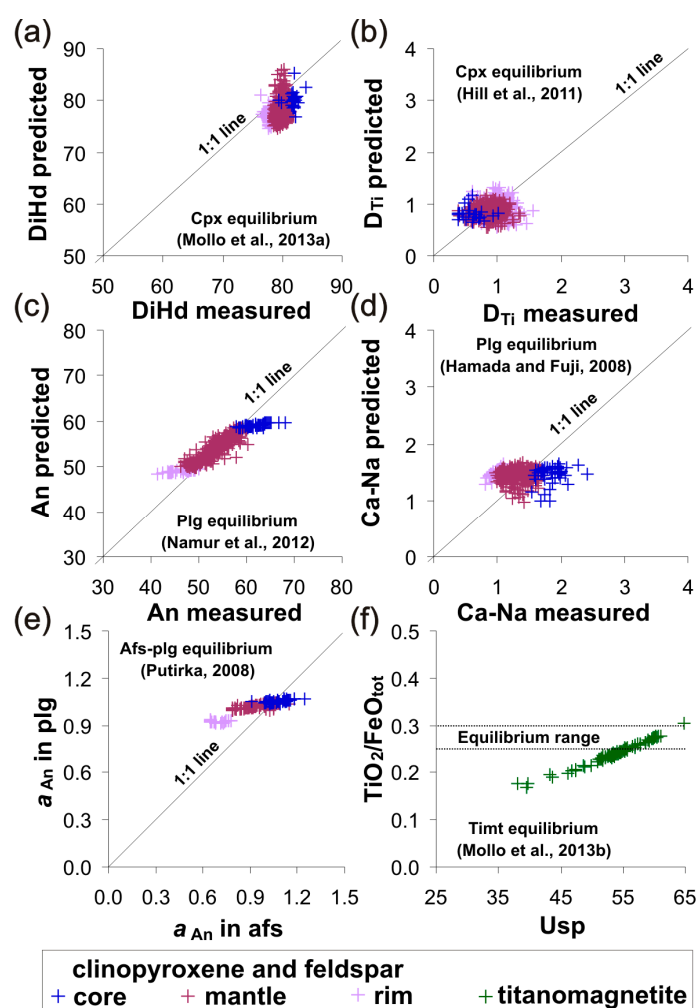 (a)
90
80
70
60
50
DiHd predicted
1:1 line
Cpx equilibrium
(Mollo et al., 2013a)
50 60 70 80 90
DiHd measured
(b)
4
3
2
1
0
DTi predicted
Cpx equilibrium
(Hill et al., 2011)
1:1 line
0 1 2 3 4
DTi measured
(c)
80
70
60
50
40
30
An predicted
1:1 line
Plg equilibrium
(Namur et al., 2012)
30 40 50 60 70 80
An measured
(d)
4
3
2
1
0
Ca-Na predicted
Plg equilibrium
(Hamada and Fuji, 2008)
1:1 line
0 1 2 3 4
Ca-Na measured
(e)
1.5
1.2
0.9
0.6
0.3
0.0
a An in plg
Afs-plg equilibrium
(Putirka, 2008)
1:1 line
0.0 0.3 0.6 0.9 1.2 1.5
a An in afs
(f)
0.5
0.4
0.3
0.2
0.1
0.0
TiO2/FeOtot
Equilibrium range
Timt equilibrium
(Mollo et al., 2013b)
25 35 45 55 65
Usp
clinopyroxene and feldspar
core mantle rim titanomagnetite